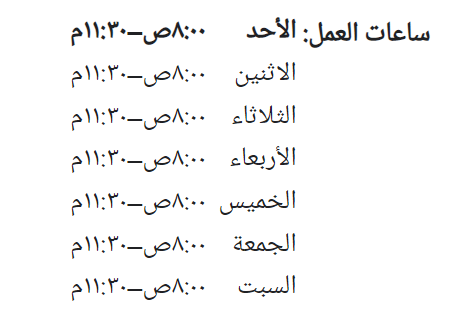 ساعات العمل: الأحد ٨:٠٠ص–١١:٣٠م
الاثنين ٨:٠٠ص–١١:٣٠م
الثلاثاء ٨:٠٠ص–١١:٣٠م
الأربعاء ٨:٠٠ص–١١:٣٠م
الخميس ٨:٠٠ص–١١:٣٠م
الجمعة ٨:٠٠ص–١١:٣٠م
السبت ٨:٠٠ص–١١:٣٠م